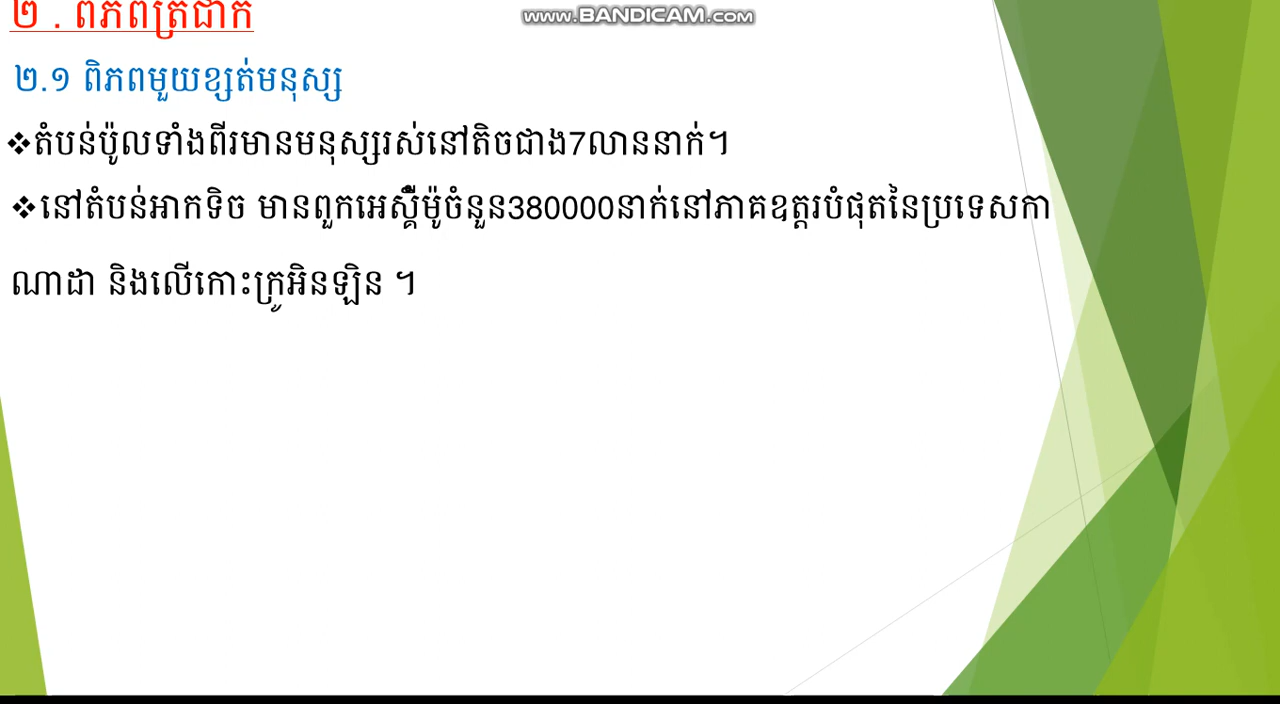 www.BANDICAM.com
២ . ពិភពត្រជាក់
២.១ ពិភពមួយខ្សត់មនុស្ស
❖តំបន់ប៉ូលទាំងពីរមានមនុស្សរស់នៅតិចជាង7លាននាក់។
❖នៅតំបន់អាកទិច មានពួកអេស្គីម៉ូចំនួន380000នាក់នៅភាគឧត្តរបំផុតនៃប្រទេសកា
ណាដា និងលើកោះក្រូអិនឡិន ។